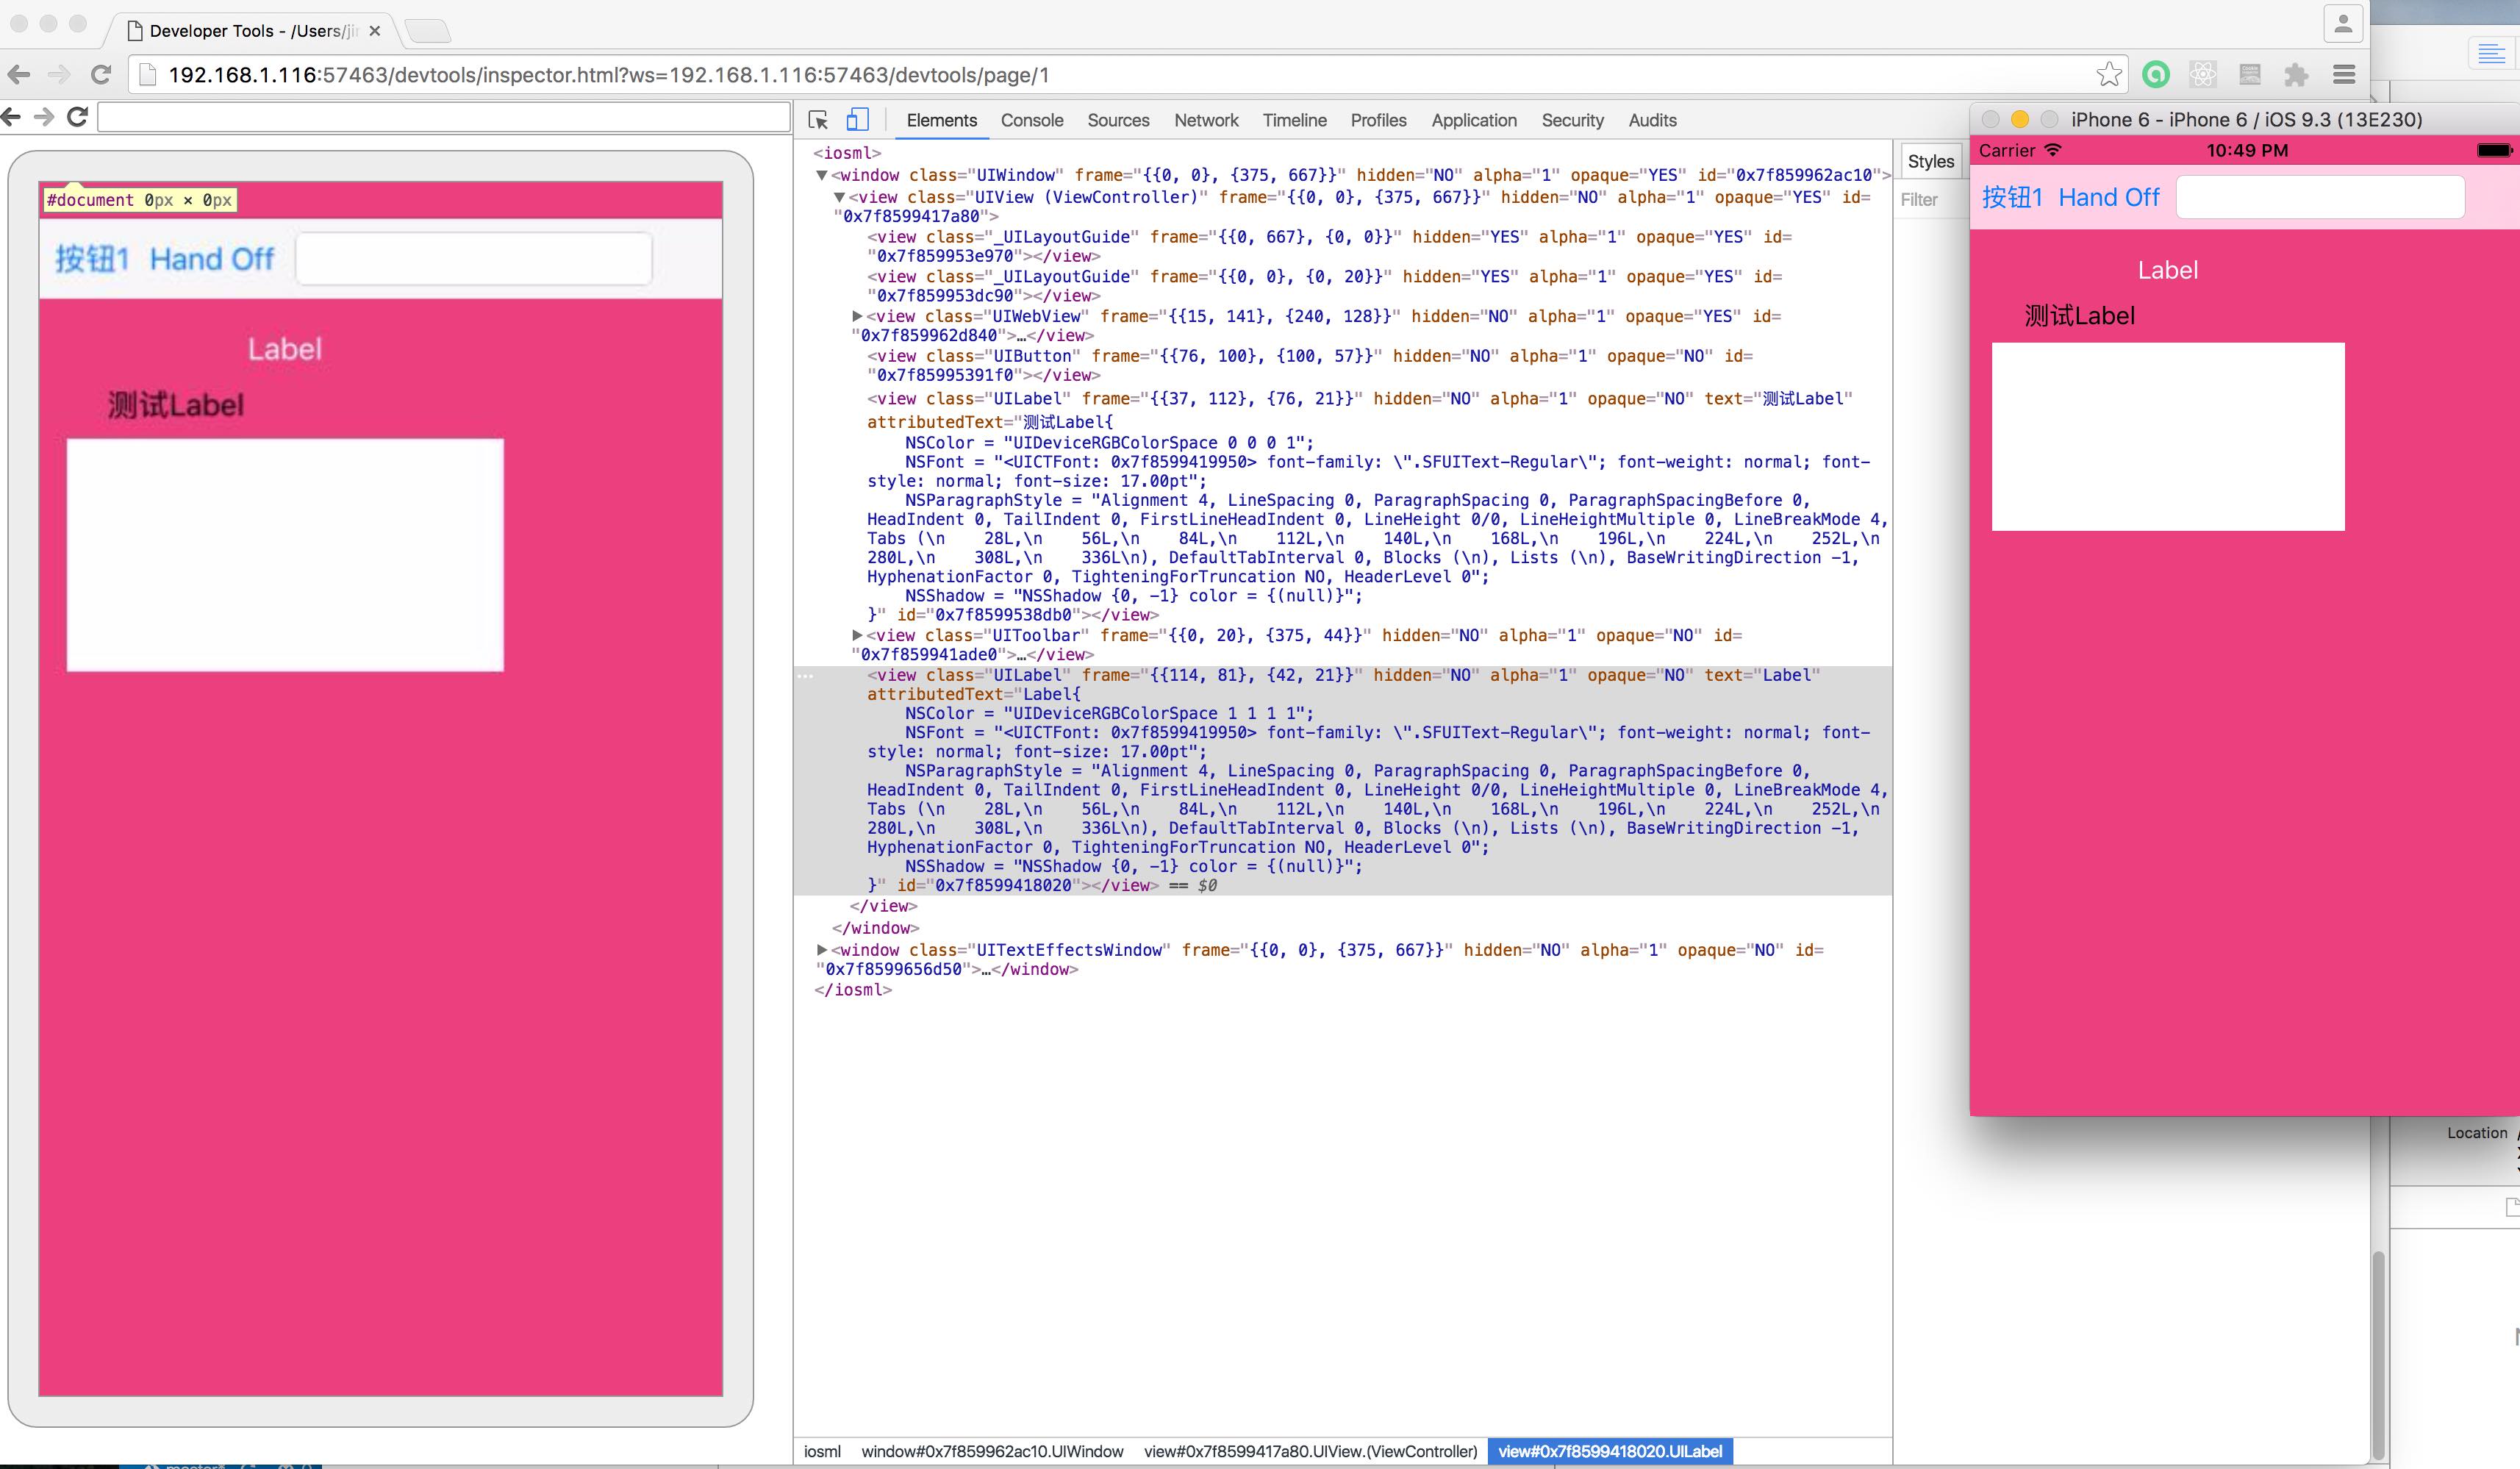 Developer Tools - /Users/jin
192.168.1.116:57463/devtools/inspector.html?ws=192.168.1.116:57463/devtools/page/1
#document 0px × 0px
按钮1 Hand Off
Label
测试Label
Elements Console Sources Network Timeline Profiles Application Security Audits
<iosml>
<window class="UIWindow" frame="{{0, 0}, {375, 667}}" hidden="NO" alpha="1" opaque="YES" id="0x7f859962ac10">
<view class="UIView (ViewController)" frame="{{0, 0}, {375, 667}}" hidden="NO" alpha="1" opaque="YES" id=
"0x7f8599417a80">
<view class="_UILayoutGuide" frame="{{0, 667}, {0, 0}}" hidden="YES" alpha="1" opaque="YES" id=
"0x7f859953e970"></view>
<view class="_UILayoutGuide" frame="{{0, 0}, {0, 20}}" hidden="YES" alpha="1" opaque="YES" id=
"0x7f859953dc90"></view>
<view class="UIWebView" frame="{{15, 141}, {240, 128}}" hidden="NO" alpha="1" opaque="YES" id=
"0x7f859962d840">…</view>
<view class="UIButton" frame="{{76, 100}, {100, 57}}" hidden="NO" alpha="1" opaque="NO" id=
"0x7f85995391f0"></view>
<view class="UILabel" frame="{{37, 112}, {76, 21}}" hidden="NO" alpha="1" opaque="NO" text="测试Label"
attributedText="测试Label{
NSColor = "UIDeviceRGBColorSpace 0 0 0 1";
NSFont = "<UICTFont: 0x7f8599419950> font-family: \".SFUIText-Regular\"; font-weight: normal; font-
style: normal; font-size: 17.00pt";
NSParagraphStyle = "Alignment 4, LineSpacing 0, ParagraphSpacing 0, ParagraphSpacingBefore 0,
HeadIndent 0, TailIndent 0, FirstLineHeadIndent 0, LineHeight 0/0, LineHeightMultiple 0, LineBreakMode 4,
Tabs (\n 28L,\n 56L,\n 84L,\n 112L,\n 140L,\n 168L,\n 196L,\n 224L,\n 252L,\n
280L,\n 308L,\n 336L\n), DefaultTabInterval 0, Blocks (\n), Lists (\n), BaseWritingDirection -1,
HyphenationFactor 0, TighteningForTruncation NO, HeaderLevel 0";
NSShadow = "NSShadow {0, -1} color = {(null)}";
}" id="0x7f8599538db0"></view>
<view class="UIToolbar" frame="{{0, 20}, {375, 44}}" hidden="NO" alpha="1" opaque="NO" id=
"0x7f859941ade0">…</view>
<view class="UILabel" frame="{{114, 81}, {42, 21}}" hidden="NO" alpha="1" opaque="NO" text="Label"
attributedText="Label{
NSColor = "UIDeviceRGBColorSpace 1 1 1 1";
NSFont = "<UICTFont: 0x7f8599419950> font-family: \".SFUIText-Regular\"; font-weight: normal; font-
style: normal; font-size: 17.00pt";
NSParagraphStyle = "Alignment 4, LineSpacing 0, ParagraphSpacing 0, ParagraphSpacingBefore 0,
HeadIndent 0, TailIndent 0, FirstLineHeadIndent 0, LineHeight 0/0, LineHeightMultiple 0, LineBreakMode 4,
Tabs (\n 28L,\n 56L,\n 84L,\n 112L,\n 140L,\n 168L,\n 196L,\n 224L,\n 252L,\n
280L,\n 308L,\n 336L\n), DefaultTabInterval 0, Blocks (\n), Lists (\n), BaseWritingDirection -1,
HyphenationFactor 0, TighteningForTruncation NO, HeaderLevel 0";
NSShadow = "NSShadow {0, -1} color = {(null)}";
}" id="0x7f8599418020"></view> == $0
</view>
</window>
<window class="UITextEffectsWindow" frame="{{0, 0}, {375, 667}}" hidden="NO" alpha="1" opaque="NO" id=
"0x7f8599656d50">…</window>
</iosml>
iosml window#0x7f859962ac10.UIWindow view#0x7f8599417a80.UIView.(ViewController) view#0x7f8599418020.UILabel
Styles
Filter
iPhone 6 - iPhone 6 / iOS 9.3 (13E230)
Carrier 10:49 PM
按钮1 Hand Off
Label
测试Label
Location